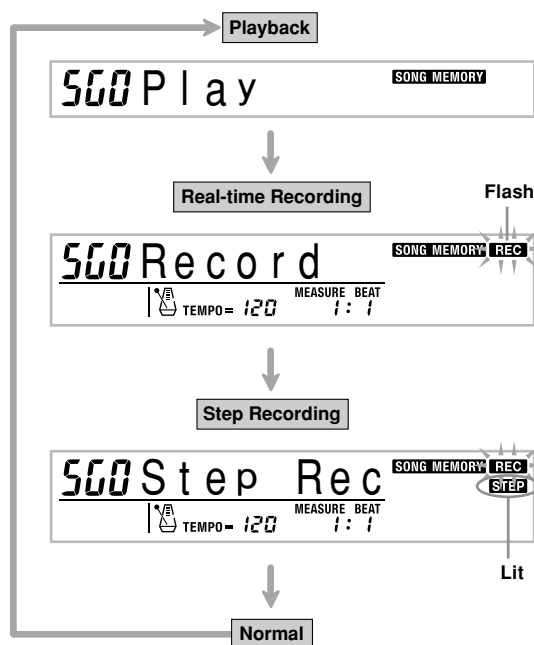 Playback
SG0 Play SONG MEMORY
Real-time Recording
Flash
SG0 Record SONG MEMORY REC
TEMPO= 120 MEASURE BEAT 1: 1
Step Recording
SG0 Step Rec SONG MEMORY REC
STEP
TEMPO= 120 MEASURE BEAT 1: 1
Lit
Normal